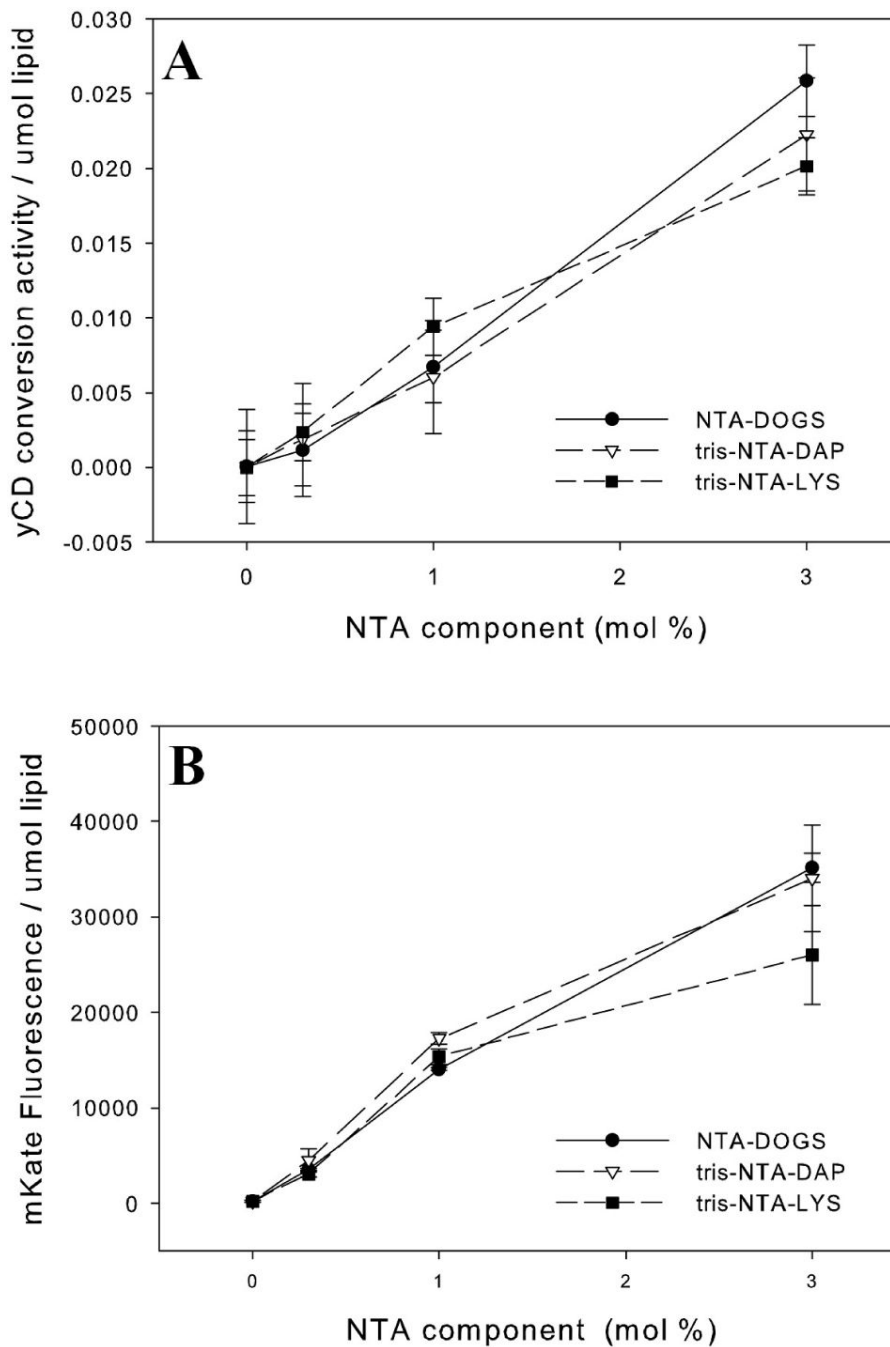 A
yCD conversion activity / umol lipid
0.030
0.025
0.020
0.015
0.010
0.005
0.000
-0.005
NTA-DOGS
tris-NTA-DAP
tris-NTA-LYS
0 1 2 3
NTA component (mol %)
B
mKate Fluorescence / umol lipid
50000
40000
30000
20000
10000
0
NTA-DOGS
tris-NTA-DAP
tris-NTA-LYS
0 1 2 3
NTA component (mol %)